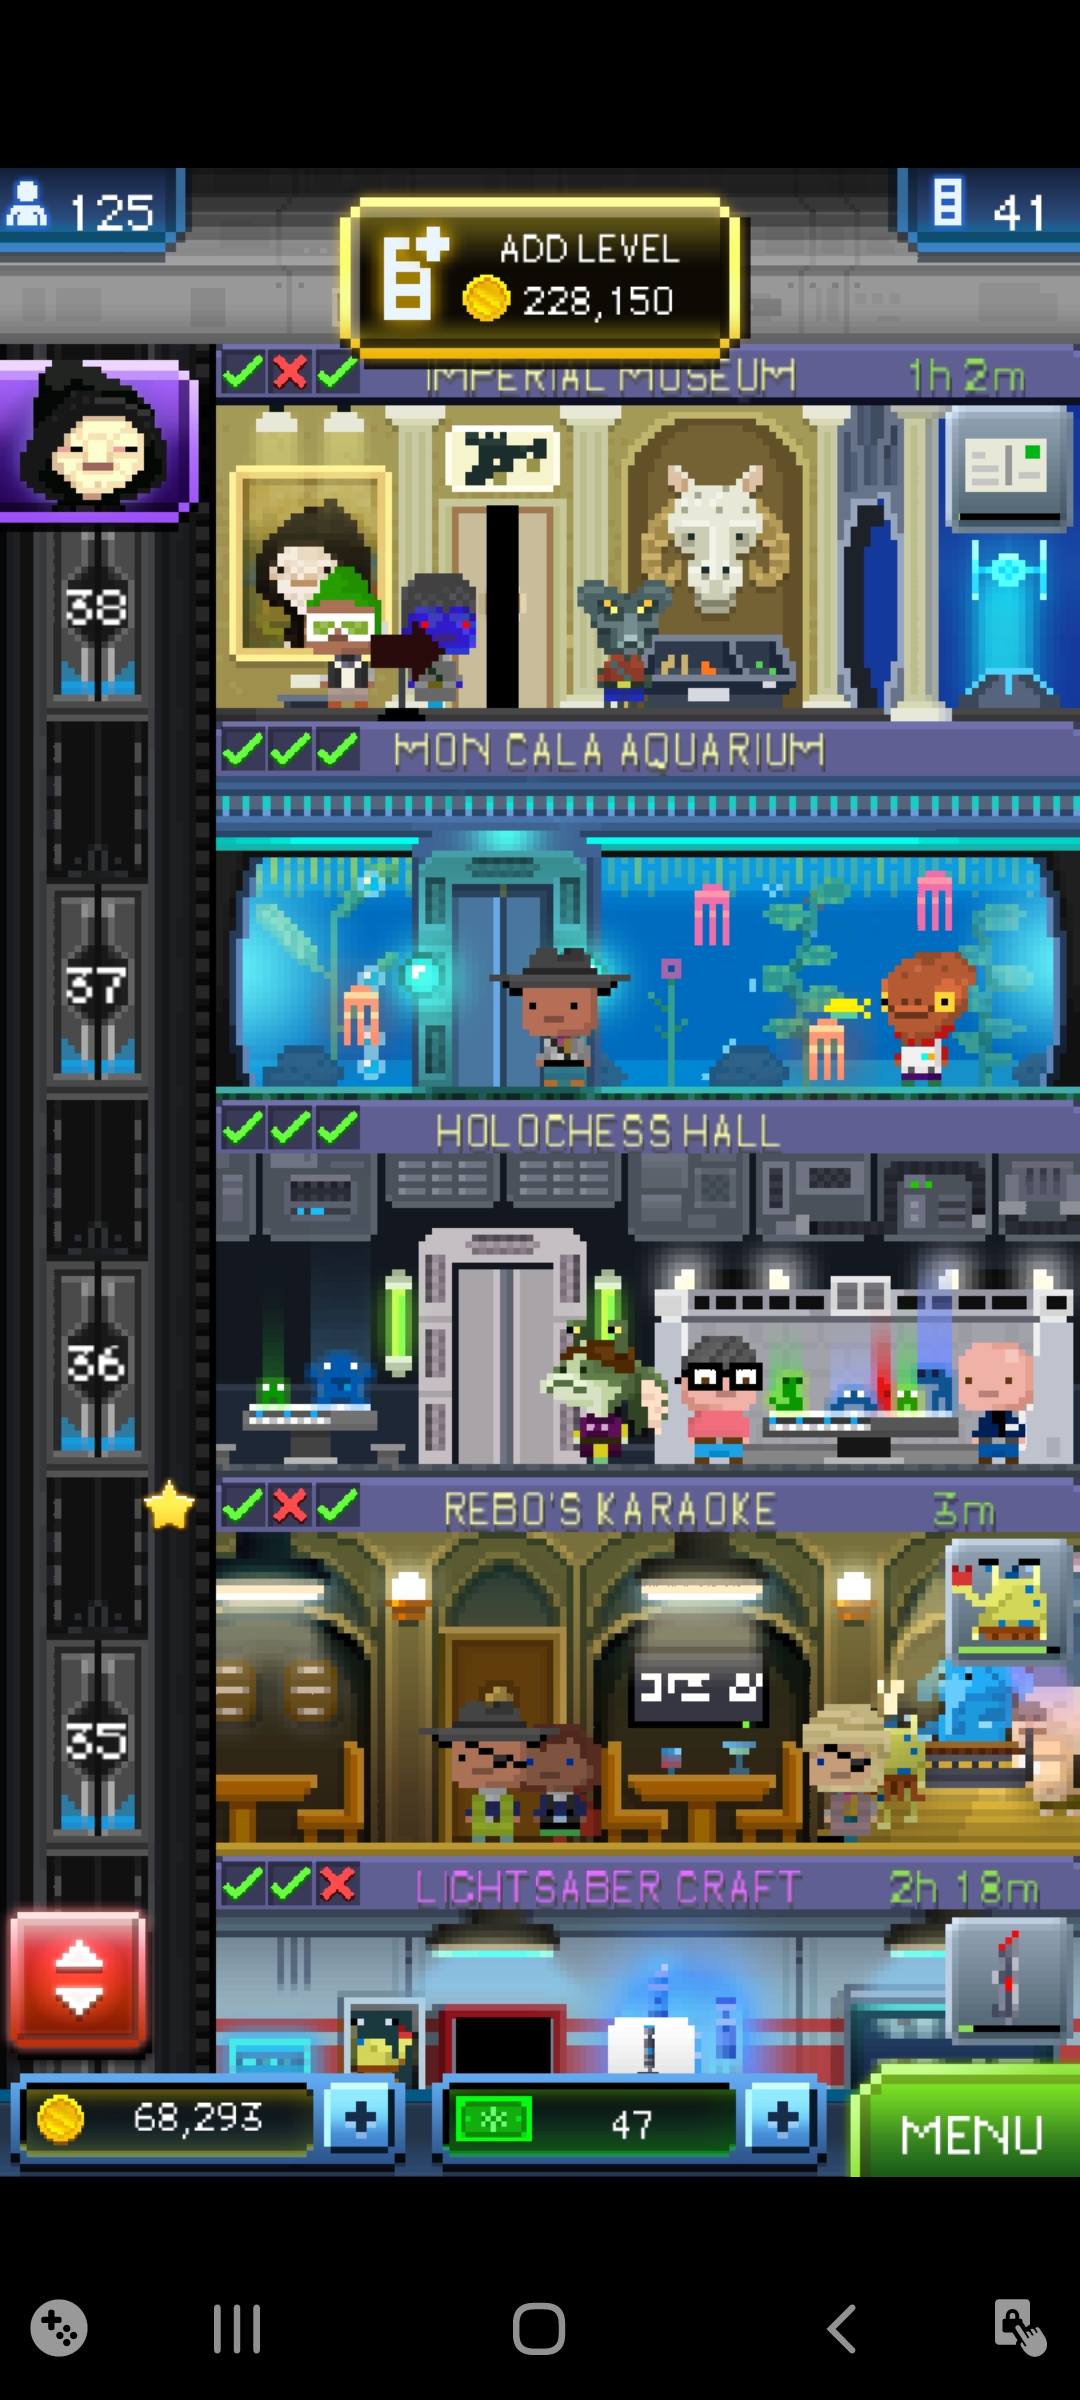 125
ADD LEVEL
228,150
41
IMPERIAL MUSEUM 1h 2m
38
MON CALA AQUARIUM
37
HOLOCHESS HALL
36
REBO'S KARAOKE 3m
35
LIGHTSABER CRAFT 2h 18m
68,293
47
MENU